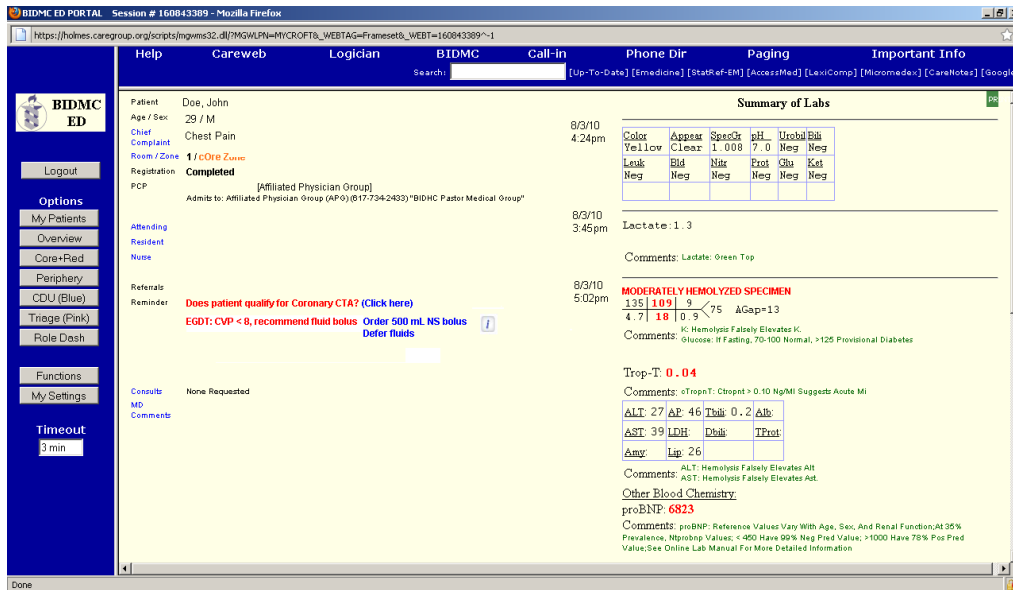 BIDMC ED PORTAL Session # 160843389 - Mozilla Firefox
https://holmes.caregroup.org/scripts/mgwms32.dll/?MGWLPN=MYCROFT&_WEBTAG=Frameset&_WEBT=160843389^~1
Help Careweb Logician BIDMC Call-in Phone Dir Paging Important Info
Search: [Up-To-Date] [Emedicine] [StatRef-EM] [AccessMed] [LexiComp] [Micromedex] [CareNotes] [Google
BIDMC
ED
Logout
Options
My Patients
Overview
Core+Red
Periphery
CDU (Blue)
Triage (Pink)
Role Dash
Functions
My Settings
Timeout
3 min
Patient Doe, John
Age / Sex 29 / M
Chief
Complaint Chest Pain
Room / Zone 1 / cOre Zone
Registration Completed
PCP [Affiliated Physician Group]
Admits to: Affiliated Physician Group (APG) (617-734-2433) "BIDHC Pastor Medical Group"
Attending
Resident
Nurse
Referrals
Reminder Does patient qualify for Coronary CTA? (Click here)
EGDT: CVP < 8, recommend fluid bolus Order 500 mL NS bolus I
Defer fluids
Consults None Requested
MD
Comments
Summary of Labs PR
8/3/10
4:24pm
Color Appear SpecGr pH Urobil Bili
Yellow Clear 1.008 7.0 Neg Neg
Leuk Bld Nitr Prot Glu Ket
Neg Neg Neg Neg Neg Neg
8/3/10
3:45pm Lactate:1.3
Comments: Lactate: Green Top
8/3/10
5:02pm
MODERATELY HEMOLYZED SPECIMEN
135 109 9
75 AGap=13
4.7 18 0.9
Comments: K: Hemolysis Falsely Elevates K.
Glucose: If Fasting, 70-100 Normal, >125 Provisional Diabetes
Trop-T: 0.04
Comments: cTropnT: Ctropnt > 0.10 Ng/Ml Suggests Acute Mi
ALT: 27 AP: 46 Tbili: 0.2 Alb:
AST: 39 LDH: Dbili: TProt:
Amy: Lip: 26
Comments: ALT: Hemolysis Falsely Elevates Alt
AST: Hemolysis Falsely Elevates Ast.
Other Blood Chemistry:
proBNP: 6823
Comments: proBNP: Reference Values Vary With Age, Sex, And Renal Function;At 35%
Prevalence, Ntprobnp Values; < 450 Have 99% Neg Pred Value; >1000 Have 78% Pos Pred
Value;See Online Lab Manual For More Detailed Information
Done